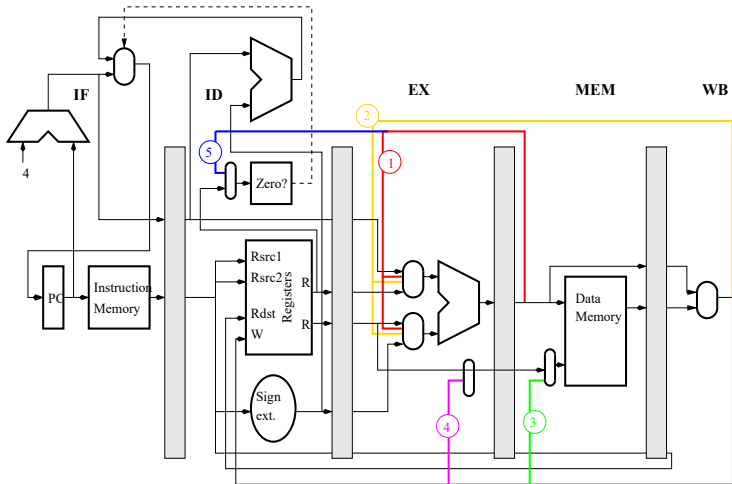 IF
ID
EX
MEM
WB
2
5
1
4
Zero?
PC
Instruction
Memory
Rsrc1
Rsrc2
Rdst
W
Registers
R
R
Data
Memory
Sign
ext.
4
3